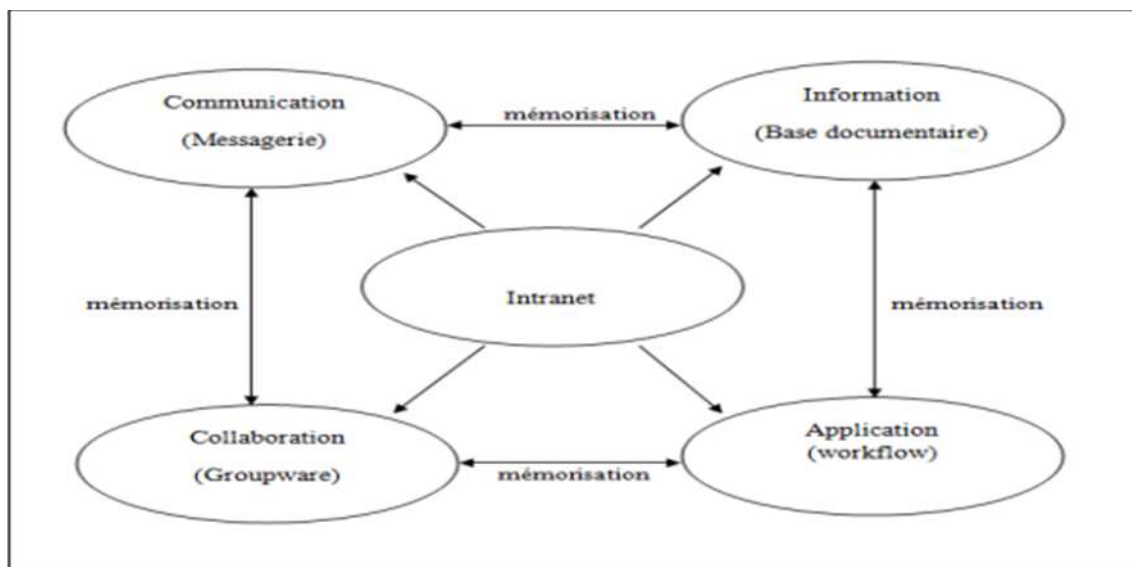 Communication
(Messagerie)
mémorisation
Information
(Base documentaire)
Intranet
mémorisation
mémorisation
Collaboration
(Groupware)
mémorisation
Application
(workflow)